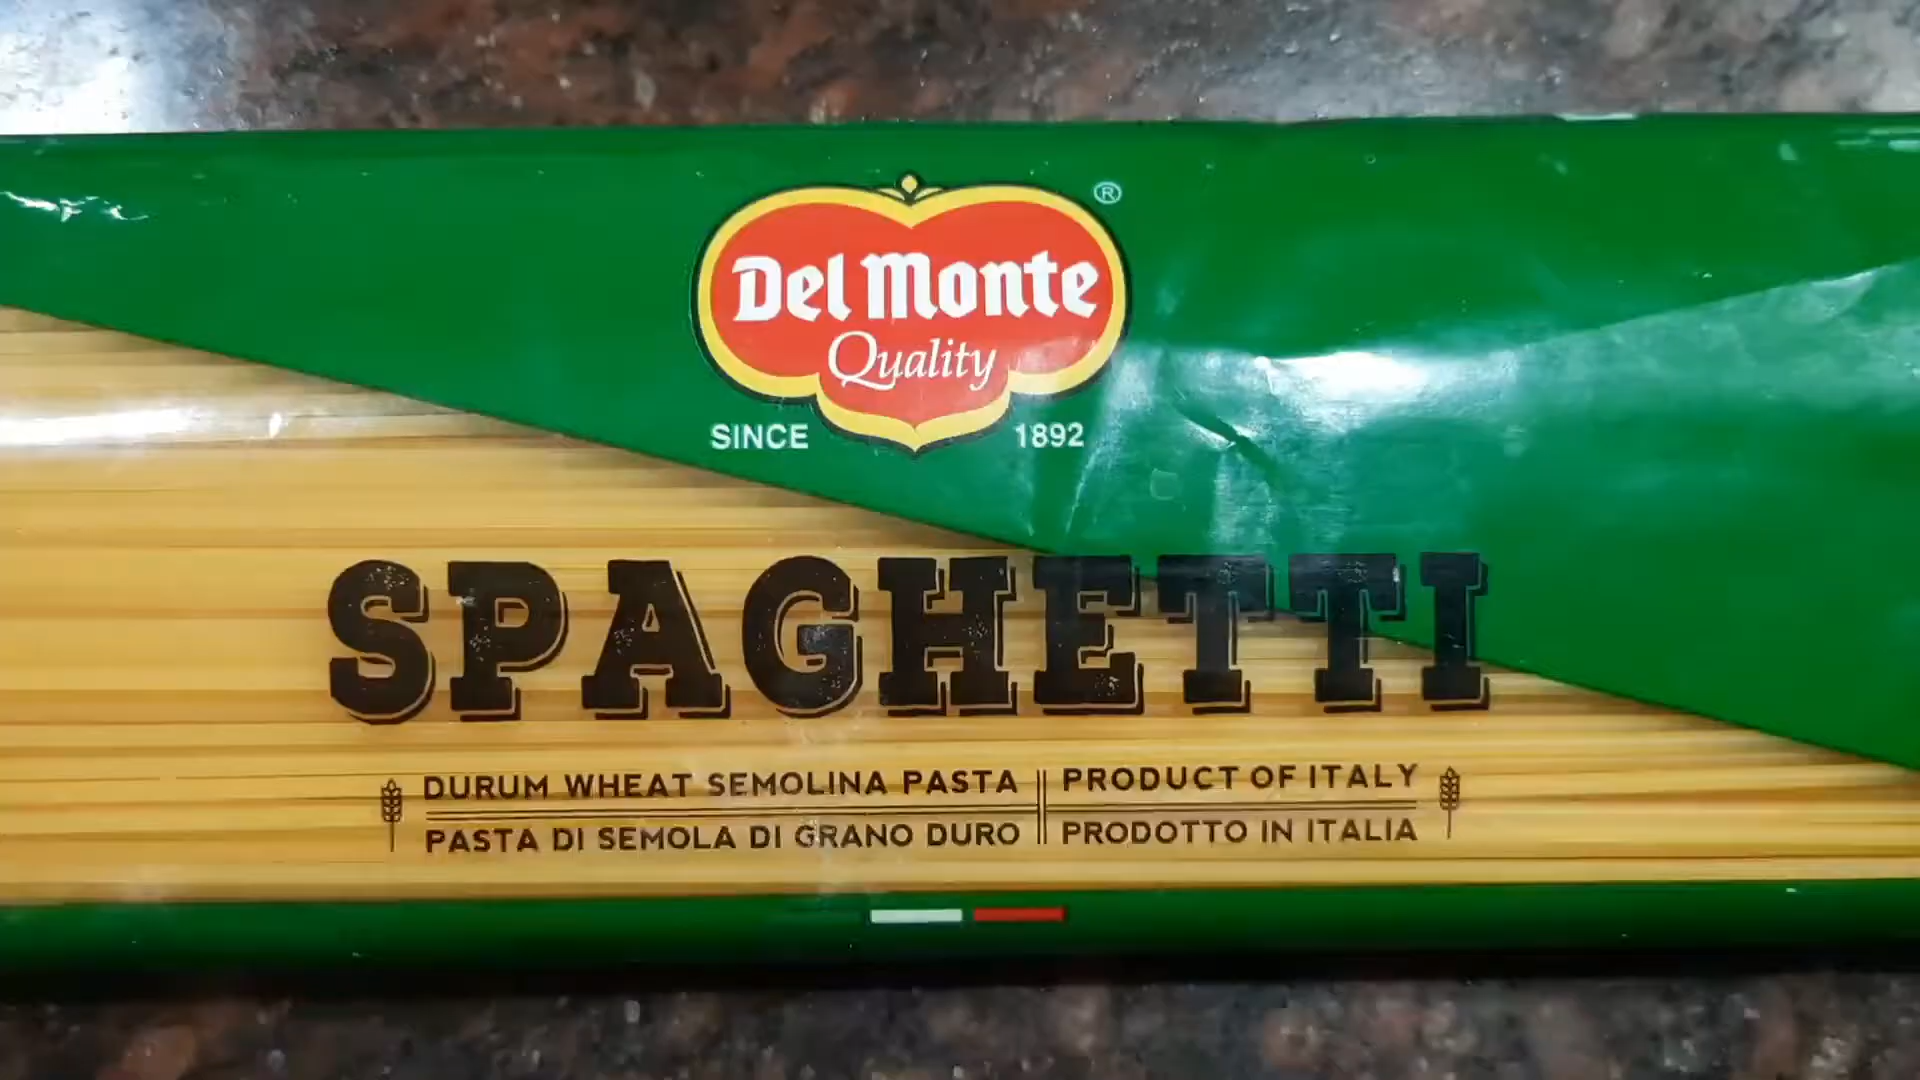 ®
Del Monte
Quality
SINCE 1892
SPAGHETTI
DURUM WHEAT SEMOLINA PASTA
PASTA DI SEMOLA DI GRANO DURO
PRODUCT OF ITALY
PRODOTTO IN ITALIA